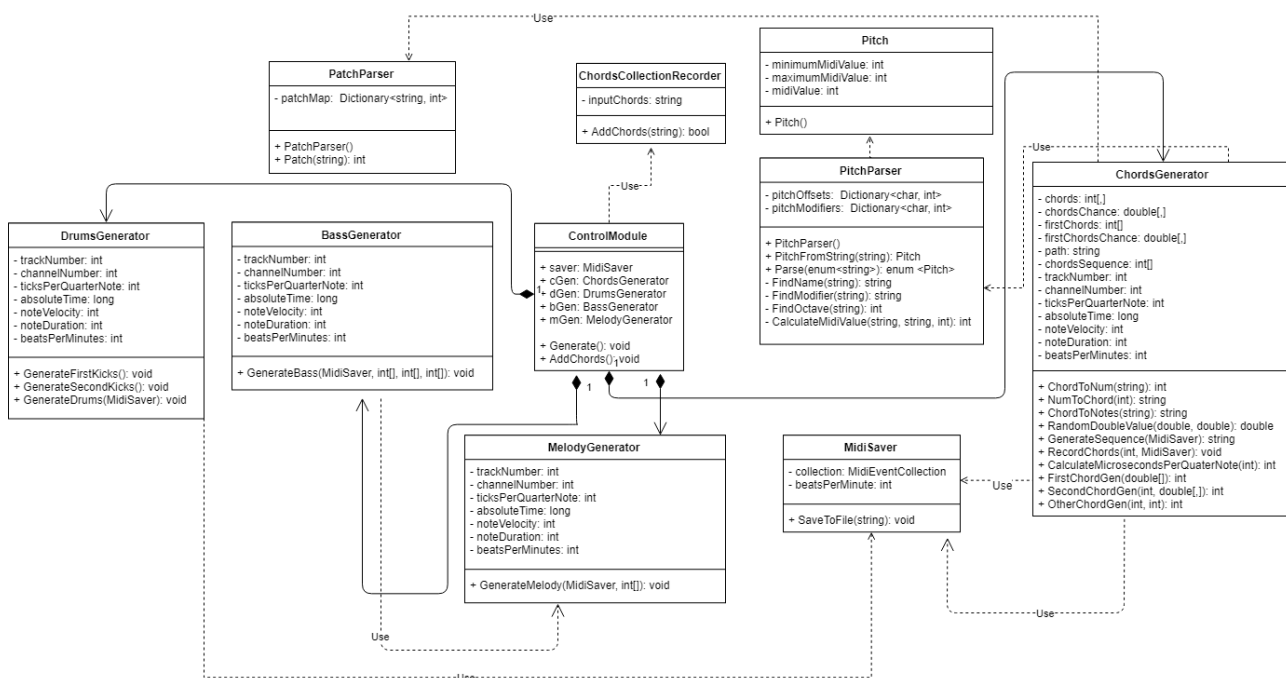 Use
PatchParser
- patchMap:  Dictionary<string, int>
+ PatchParser()
+ Patch(string): int
ChordsCollectionRecorder
- inputChords: string
+ AddChords(string): bool
Pitch
- minimumMidiValue: int
- maximumMidiValue: int
- midiValue: int
+ Pitch()
Use
Use
PitchParser
- pitchOffsets:  Dictionary<char, int>
- pitchModifiers:  Dictionary<char, int>
+ PitchParser()
+ PitchFromString(string): Pitch
+ Parse(enum<string>): enum <Pitch>
- FindName(string): string
- FindModifier(string): string
- FindOctave(string): int
- CalculateMidiValue(string, string, int): int
ChordsGenerator
- chords: int[,]
- chordsChance: double[,]
- firstChords: int[]
- firstChordsChance: double[,]
- path: string
- chordsSequence: int[]
- trackNumber: int
- channelNumber: int
- ticksPerQuarterNote: int
- absoluteTime: long
- noteVelocity: int
- noteDuration: int
- beatsPerMinutes: int
+ ChordToNum(string): int
+ NumToChord(int): string
+ ChordToNotes(string): string
+ RandomDoubleValue(double, double): double
+ GenerateSequence(MidiSaver): string
+ RecordChords(int, MidiSaver): void
+ CalculateMicrosecondsPerQuaterNote(int): int
+ FirstChordGen(double[]): int
+ SecondChordGen(int, double[,]): int
+ OtherChordGen(int, int): int
DrumsGenerator
- trackNumber: int
- channelNumber: int
- ticksPerQuarterNote: int
- absoluteTime: long
- noteVelocity: int
- noteDuration: int
- beatsPerMinutes: int
+ GenerateFirstKicks(): void
+ GenerateSecondKicks(): void
+ GenerateDrums(MidiSaver): void
BassGenerator
- trackNumber: int
- channelNumber: int
- ticksPerQuarterNote: int
- absoluteTime: long
- noteVelocity: int
- noteDuration: int
- beatsPerMinutes: int
+ GenerateBass(MidiSaver, int[], int[], int[]): void
ControlModule
+ saver: MidiSaver
+ cGen: ChordsGenerator
+ dGen: DrumsGenerator
+ bGen: BassGenerator
+ mGen: MelodyGenerator
+ Generate(): void
+ AddChords(): void
1
1
1
1
MelodyGenerator
- trackNumber: int
- channelNumber: int
- ticksPerQuarterNote: int
- absoluteTime: long
- noteVelocity: int
- noteDuration: int
- beatsPerMinutes: int
+ GenerateMelody(MidiSaver, int[]): void
MidiSaver
- collection: MidiEventCollection
- beatsPerMinute: int
+ SaveToFile(string): void
Use
Use
Use
Use